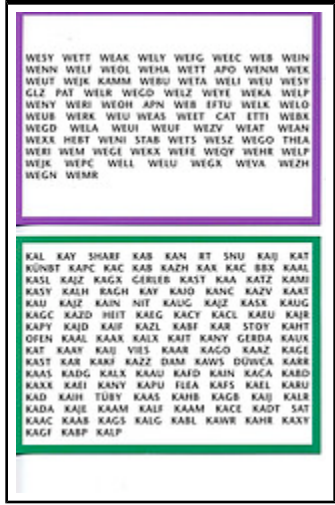 WESY WETT WEAK WELY WEFG WEEC WEB WEIN
WENN WELF WEOL WEHA WETT APO WENM WEK
WEUT WEJK KAMM WEBU WETA WELI WEU WESY
GLZ PAT WELR WEGD WELZ WEYE WEKA WELP
WENY WERI WEOH APN WEB EFTU WELK WELO
WEUB WERK WEU WEAS WEET CAT ETTI WEBX
WEGD WELA WEUI WEUF WEZV WEAT WEAN
WEXX HEBT WENI STAB WETS WESZ WEGO THEA
WERI WEM WEGE WEKX WEFE WEQY WEHR WELP
WEJK WEPC WELL WELU WEGX WEVA WEZH
WEGN WEMR
KAL KAY SHARF KAB KAN RT SNU KAIJ KAT
KÜNBT KAPC KAC KAB KAZH KAX KAC BBX KAAL
KASL KAJZ KAGX GERLEB KAST KAA KATZ KAMI
KASY KALH RAGH KAY KAIO KANC KAZV KAAT
KAU KAJZ KAIN NIT KAUG KAJZ KASX KAUG
KAGC KAZD HEIT KAEG KACY KACL KAEU KAJR
KAPY KAJD KAIF KAZL KABF KAR STOY KAHT
OFEN KAAL KAAX KALX KAIT KANY GERDA KAUK
KAT KAAY KAIJ VIES KAAR KAGO KAAZ KAGE
KAST KAR KAKF KAZZ DAM KAWS DÜWCA KARR
KAAS KADG KALX KAAU KAFD KAIN KACA KABD
KAXX KAEI KANY KAPU FLEA KAFS KAEL KARU
KAD KAIH TÜBY KAAS KAHB KAGB KAIJ KALR
KADA KAJE KAAM KALF KAAM KACE KADT SAT
KAAC KAAB KAGS KALG KABL KAWR KAHR KAXY
KAGF KABP KALP